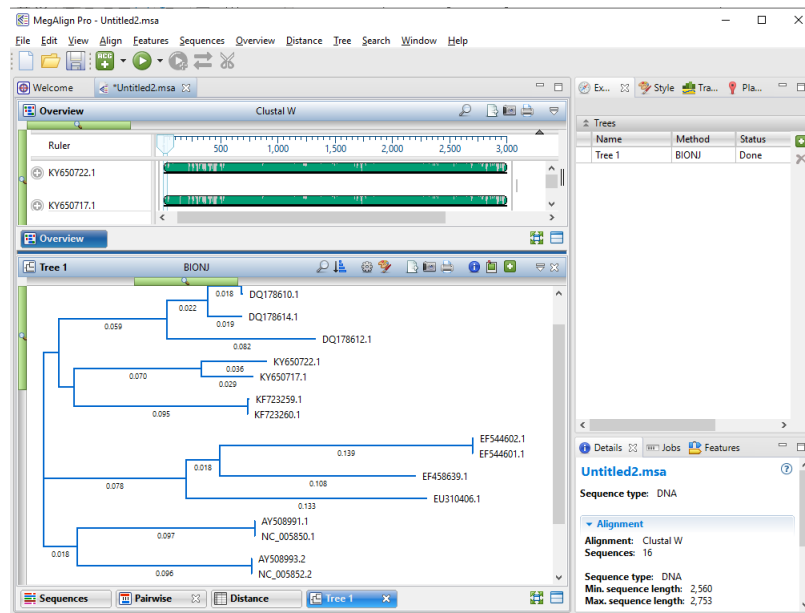 MegAlign Pro - Untitled2.msa
File Edit View Align Features Sequences Overview Distance Tree Search Window Help
Welcome *Untitled2.msa
Ex... Style Tra... Pla...
Overview Clustal W
Trees
Ruler 500 1,000 1,500 2,000 2,500 3,000
Name Method Status
Tree 1 BIONJ Done
KY650722.1
KY650717.1
Overview
Tree 1 BIONJ
0.018 DQ178610.1
0.022
0.019 DQ178614.1
0.059
DQ178612.1
0.082
KY650722.1
0.036
0.070 KY650717.1
0.029
KF723259.1
0.095 KF723260.1
EF544602.1
0.139 EF544601.1
0.018
EF458639.1
0.078 0.108
EU310406.1
0.133
AY508991.1
0.097 NC_005850.1
0.018 AY508993.2
0.096 NC_005852.2
Details Jobs Features
Untitled2.msa
Sequence type: DNA
Alignment
Alignment: Clustal W
Sequences: 16
Sequence type: DNA
Min. sequence length: 2,560
Max. sequence length: 2,753
Sequences Pairwise Distance Tree 1